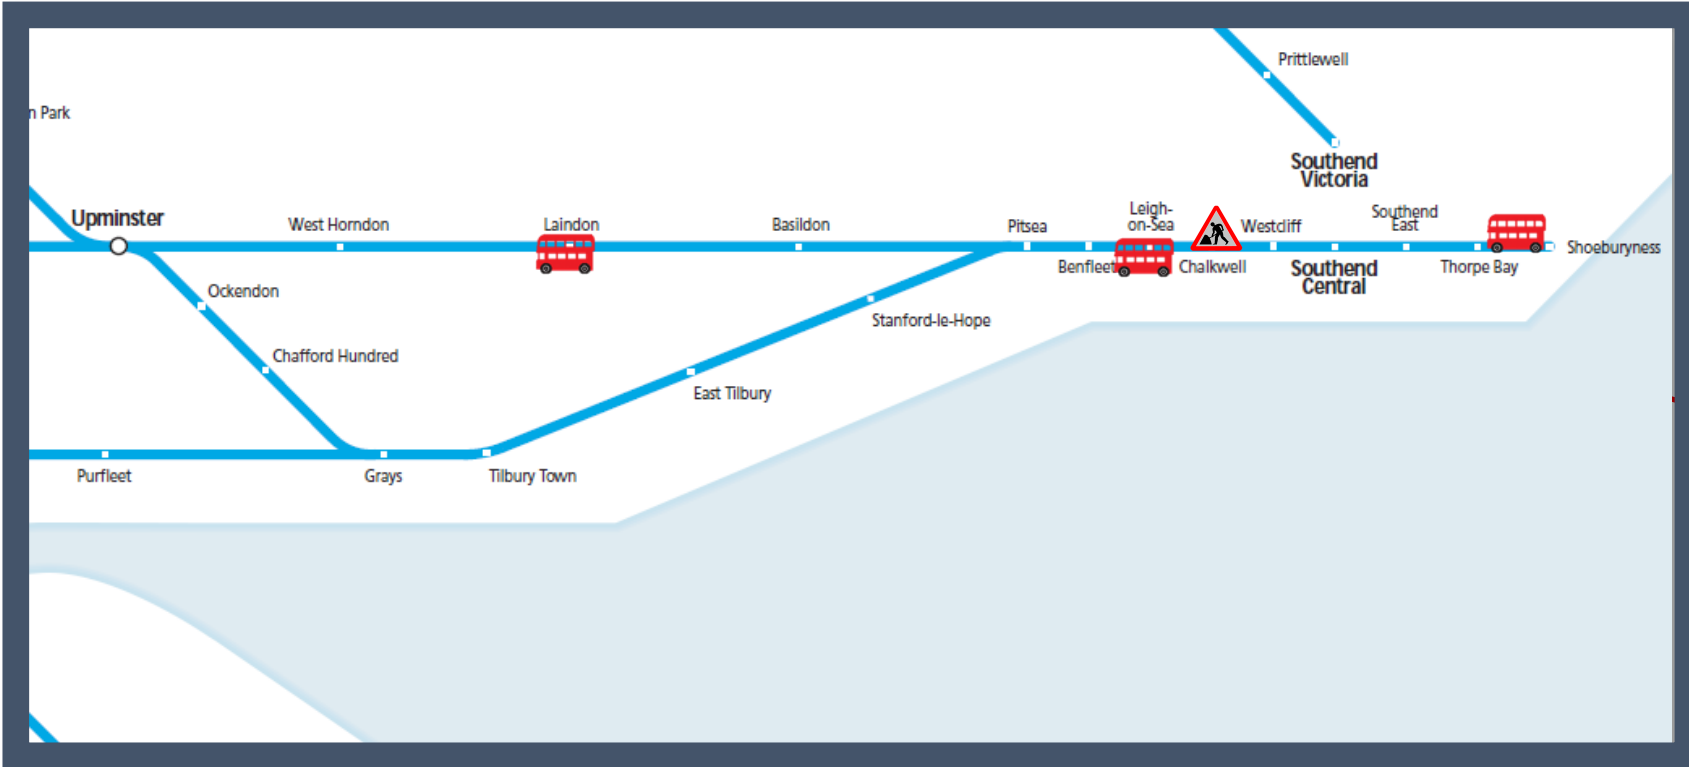 Prittlewell
n Park
Southend
Victoria
Upminster
West Horndon
Laindon
Basildon
Pitsea
Leigh-
on-Sea
Westcliff
Southend
East
Shoeburyness
Benfleet
Chalkwell
Southend
Central
Thorpe Bay
Ockendon
Stanford-le-Hope
Chafford Hundred
East Tilbury
Purfleet
Grays
Tilbury Town